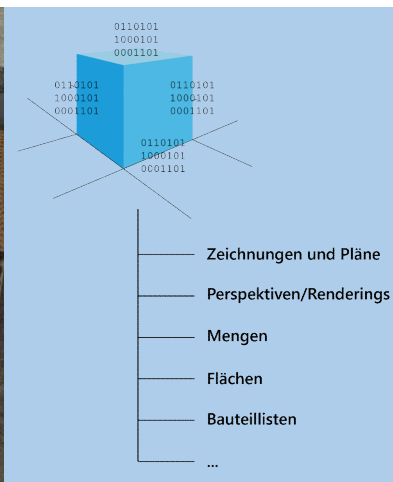 0110101
1000101
0001101
0110101
1000101
0001101
0110101
1000101
0001101
0110101
1000101
0001101
Zeichnungen und Pläne
Perspektiven/Renderings
Mengen
Flächen
Bauteillisten
...